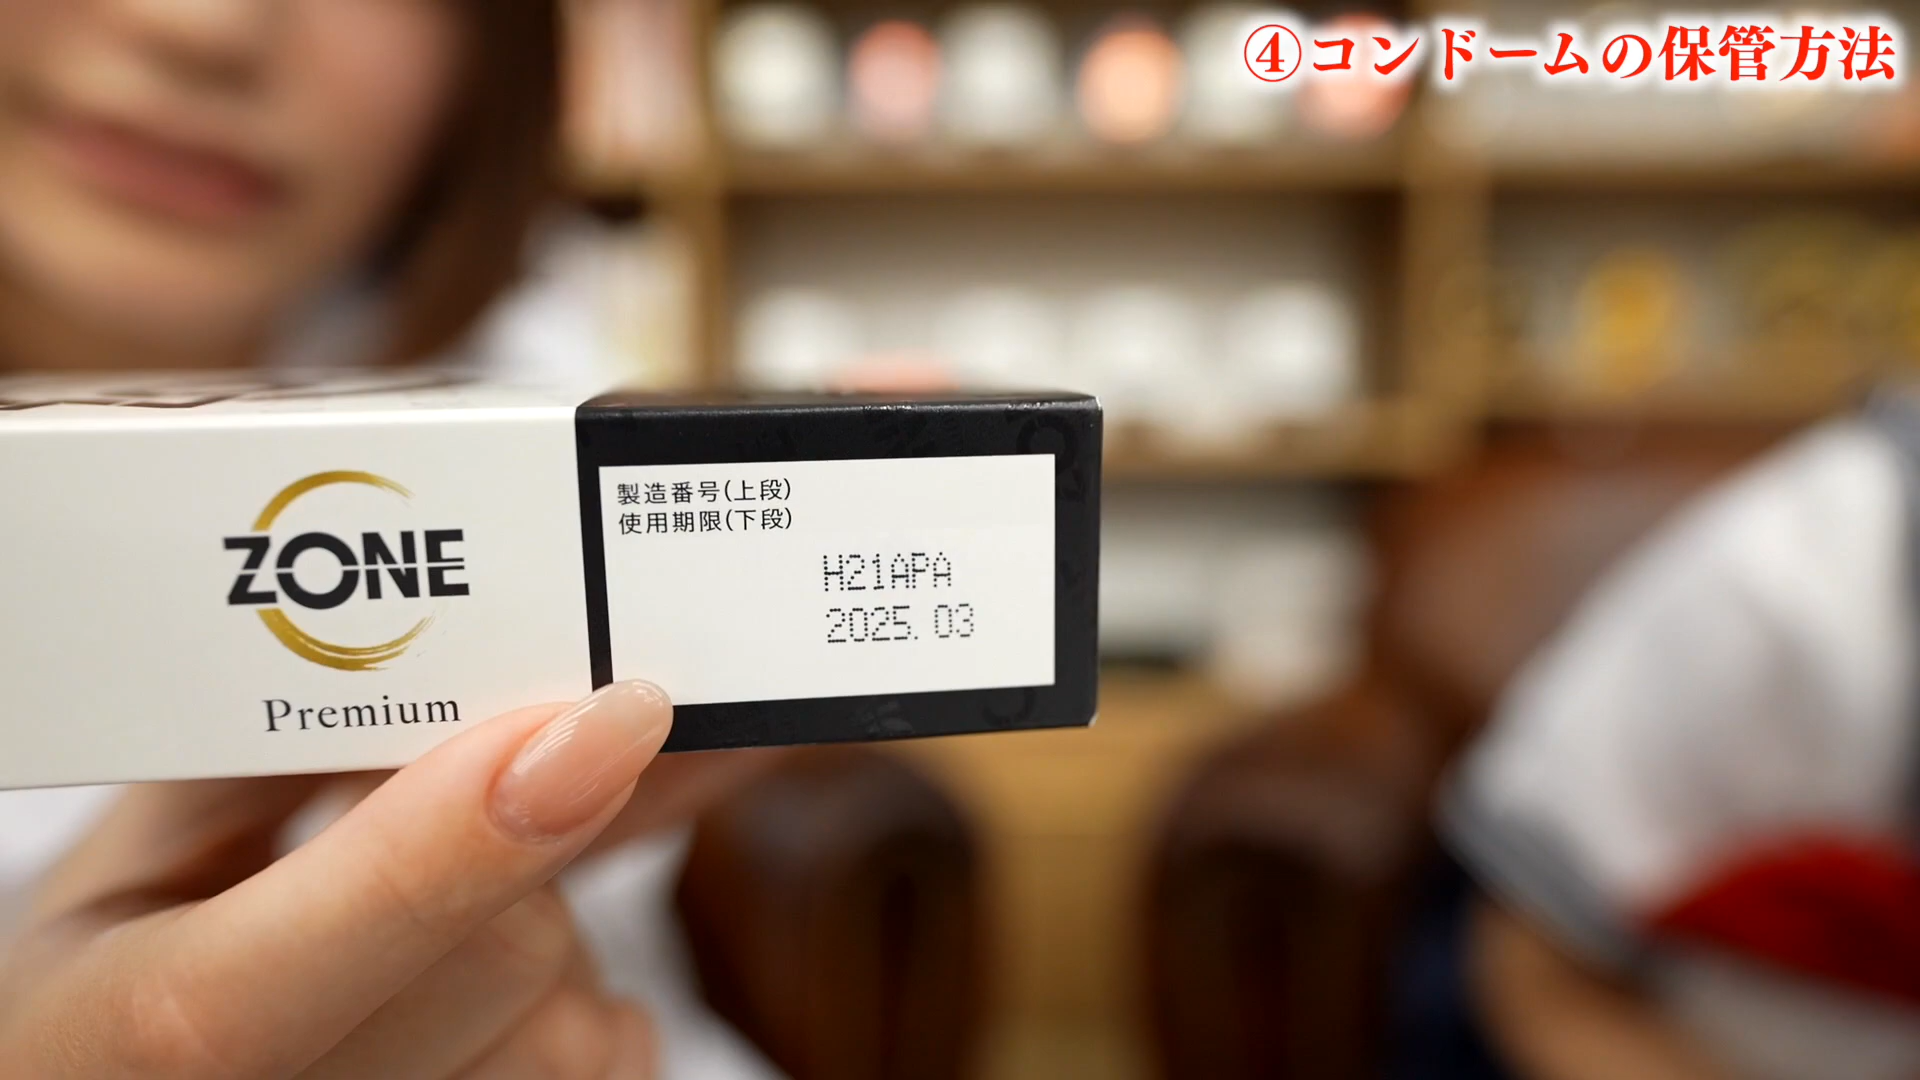 ④コンドームの保管方法
ZONE
Premium
製造番号(上段)
使用期限(下段)
H21APA
2025.03